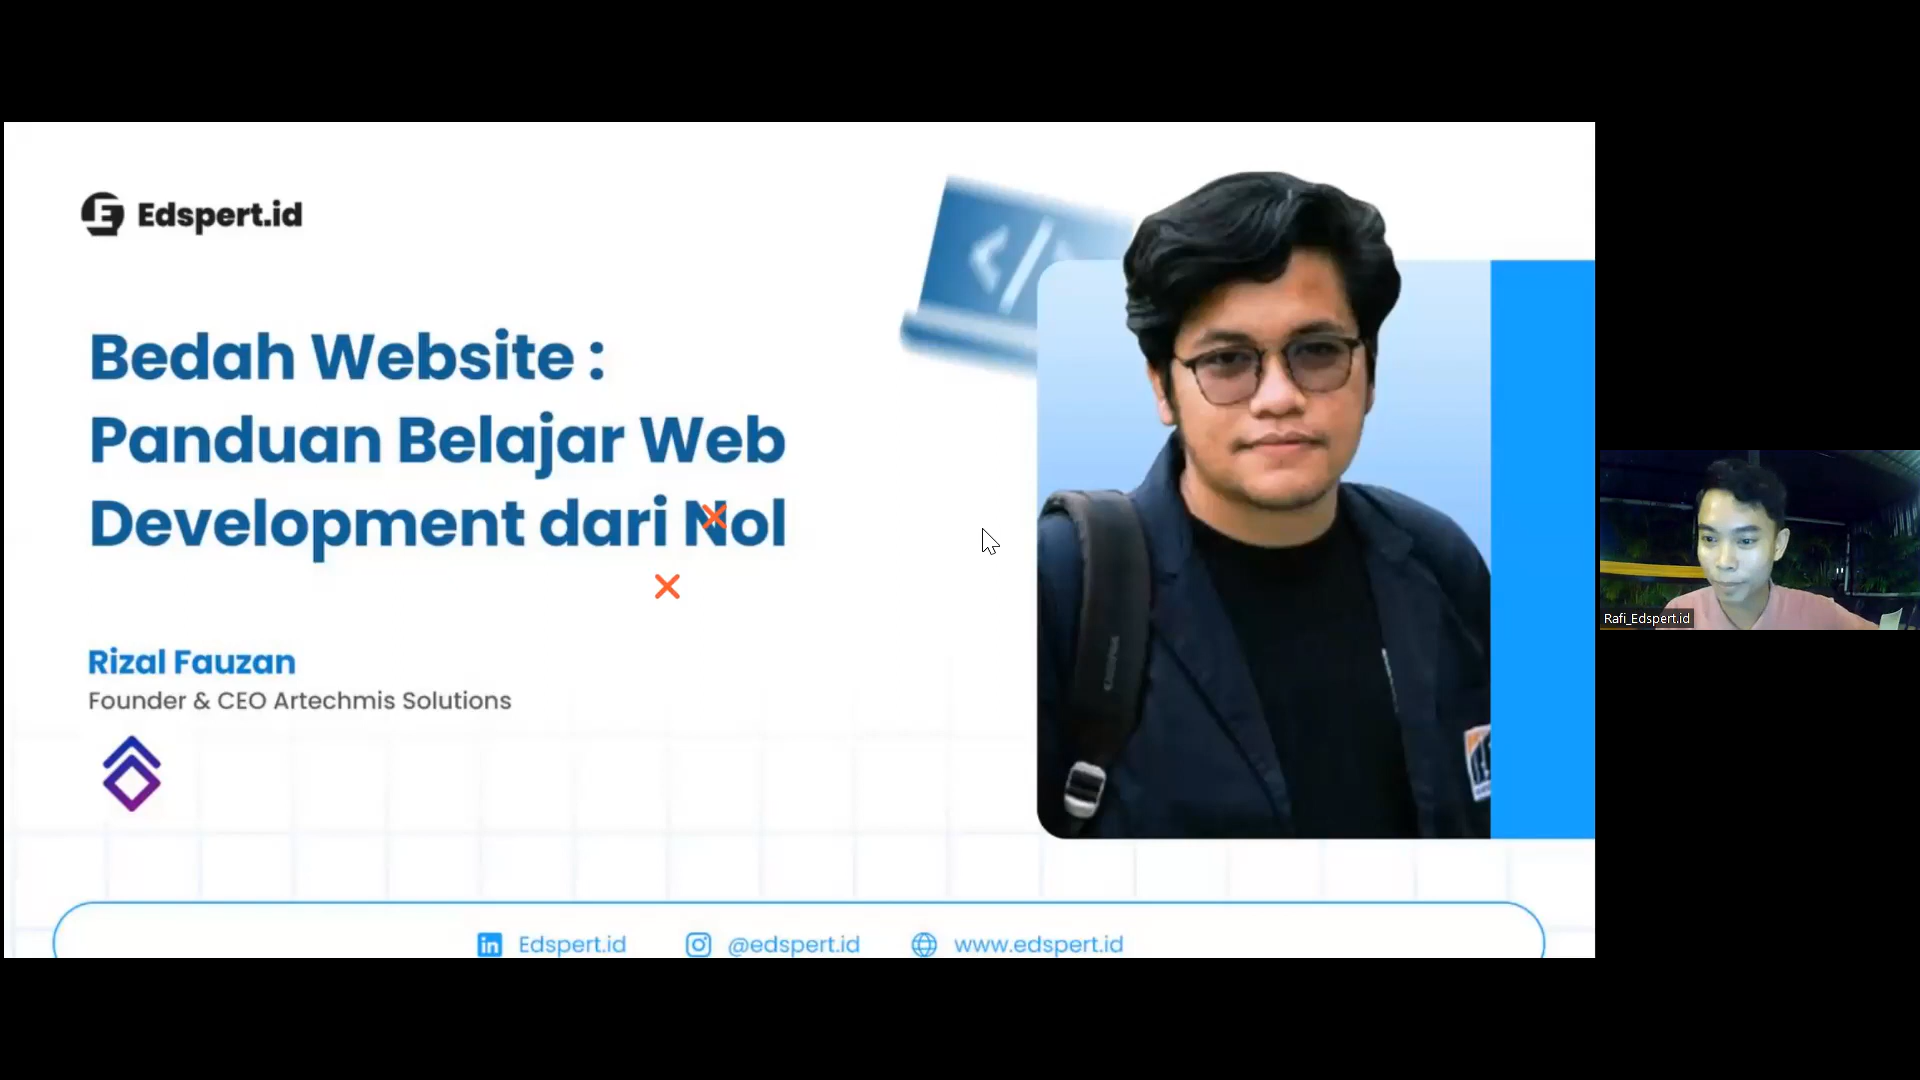 Edspert.id
Bedah Website :
Panduan Belajar Web
Development dari Nol
Rizal Fauzan
Founder & CEO Artechmis Solutions
Edspert.id
@edspert.id
www.edspert.id
Rafi_Edspert.id